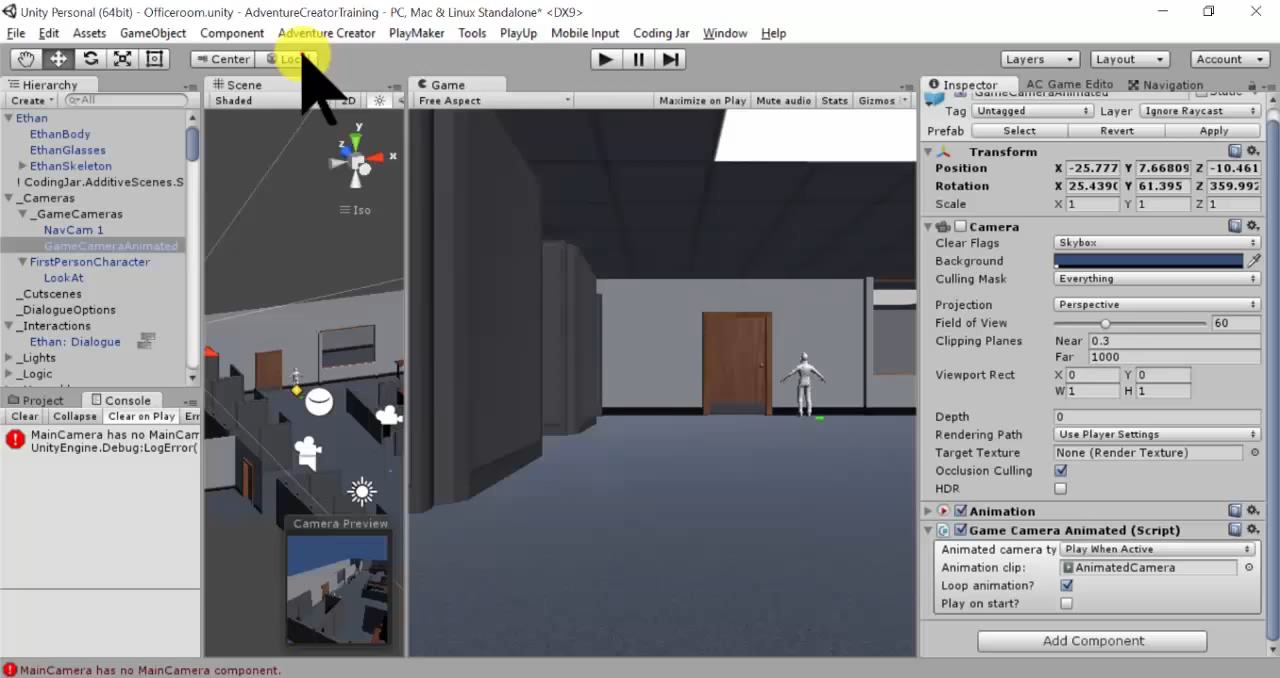 Unity Personal (64bit) - Officeroom.unity - AdventureCreatorTraining - PC, Mac & Linux Standalone* <DX9>
File Edit Assets GameObject Component Adventure Creator PlayMaker Tools PlayUp Mobile Input Coding Jar Window Help
Center Layers Layout Account
Hierarchy Scene Game Inspector AC Game Edito Navigation
Create All Shaded 2D Free Aspect Maximize on Play Mute audio Stats Gizmos
Tag Untagged Layer Ignore Raycast
Prefab Select Revert Apply
Ethan
EthanBody
EthanGlasses
EthanSkeleton
! CodingJar.AdditiveScenes.S
_Cameras
_GameCameras
NavCam 1
GameCameraAnimated
FirstPersonCharacter
LookAt
_Cutscenes
_DialogueOptions
_Interactions
Ethan: Dialogue
_Lights
_Logic
y
z x
Iso
Camera Preview
Project Console
Clear Collapse Clear on Play Err
MainCamera has no MainCam
UnityEngine.Debug:LogError(
Transform
Position X -25.777 Y 7.66809 Z -10.461
Rotation X 25.439( Y 61.395 Z 359.992
Scale X 1 Y 1 Z 1
Camera
Clear Flags Skybox
Background
Culling Mask Everything
Projection Perspective
Field of View 60
Clipping Planes Near 0.3
Far 1000
Viewport Rect X 0 Y 0
W 1 H 1
Depth 0
Rendering Path Use Player Settings
Target Texture None (Render Texture)
Occlusion Culling
HDR
Animation
Game Camera Animated (Script)
Animated camera ty Play When Active
Animation clip: AnimatedCamera
Loop animation?
Play on start?
Add Component
MainCamera has no MainCamera component.